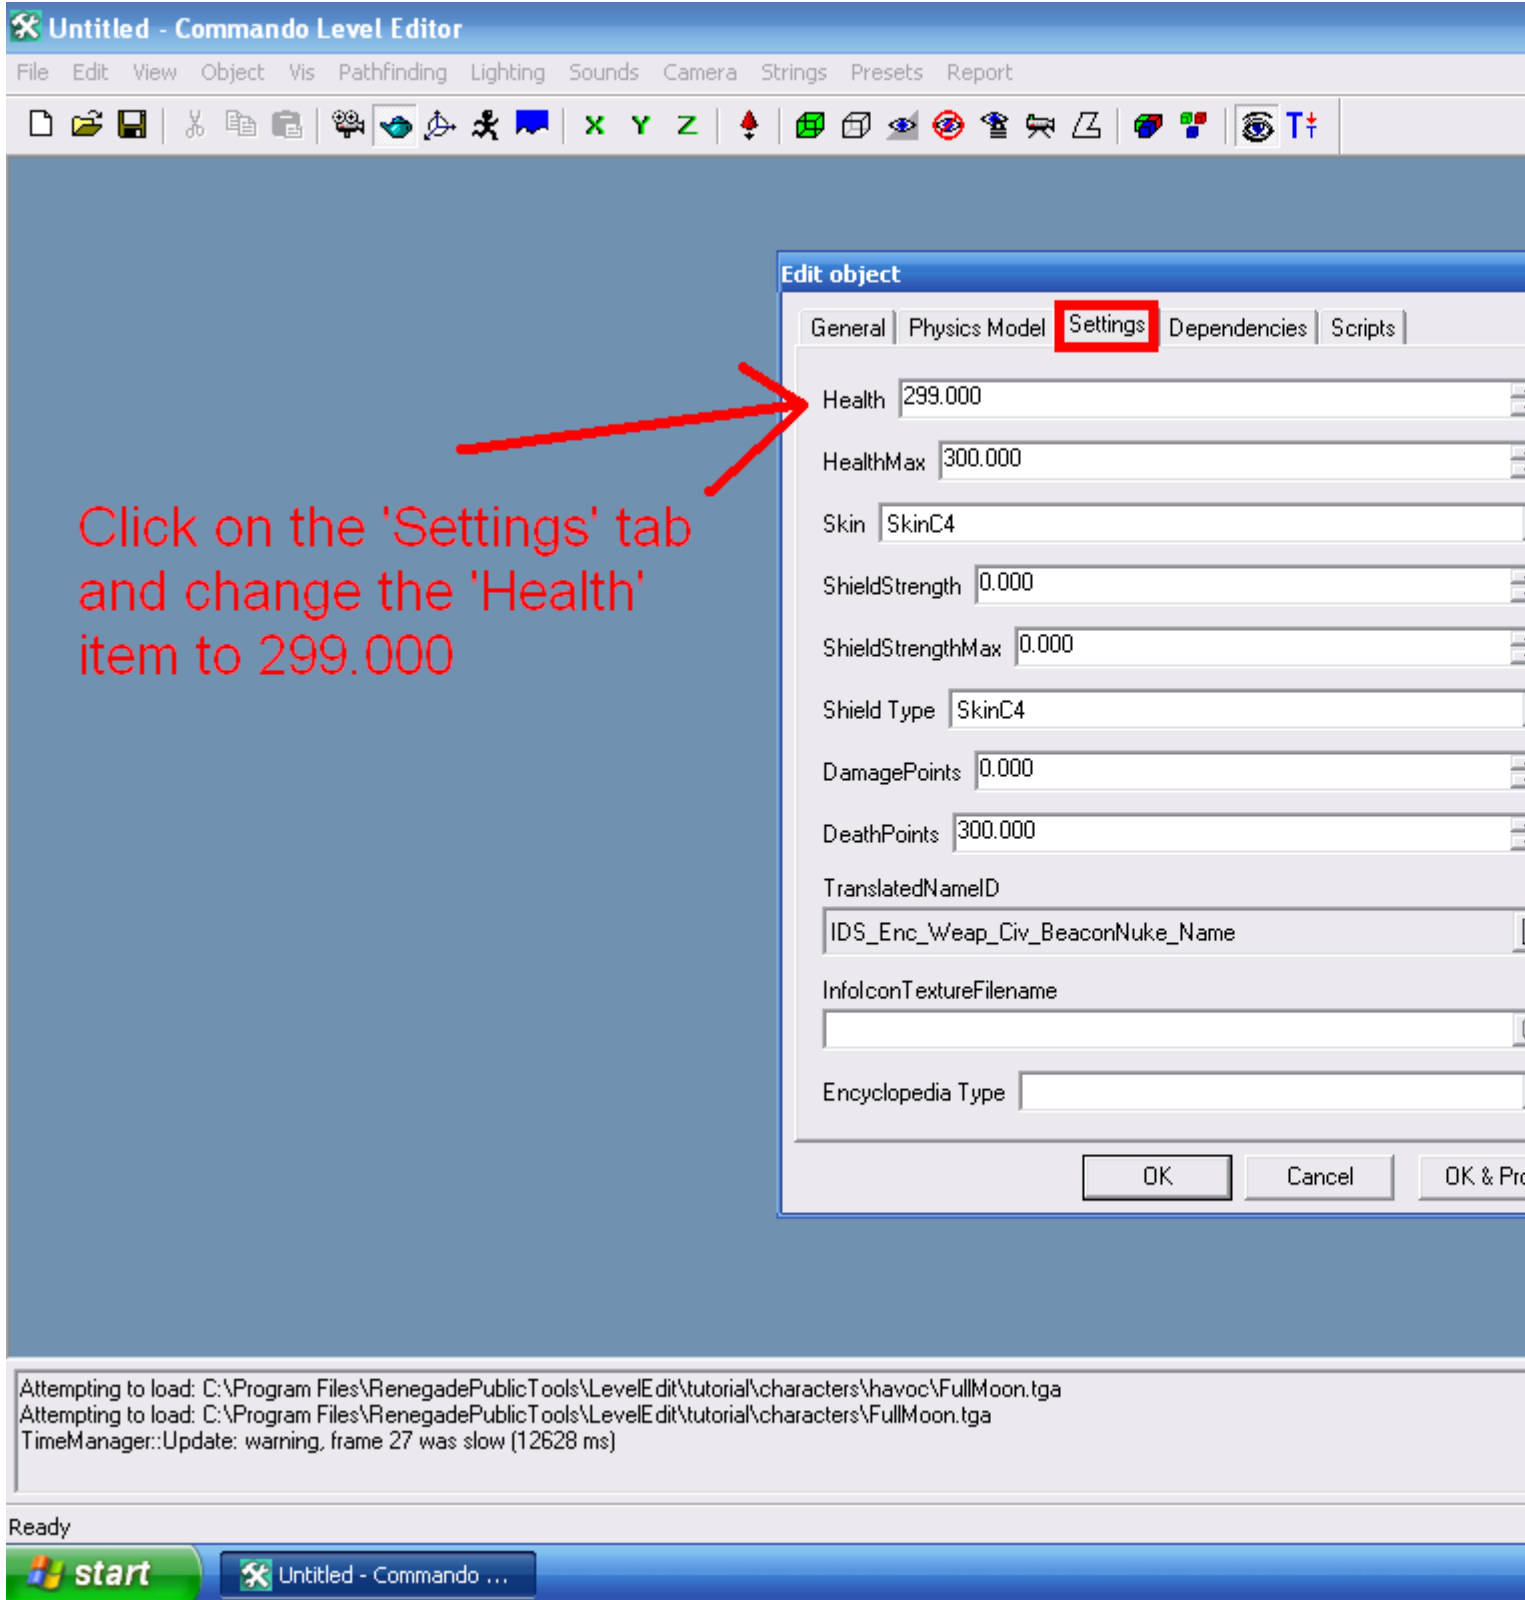 Untitled - Commando Level Editor
File Edit View Object Vis Pathfinding Lighting Sounds Camera Strings Presets Report
X Y Z T
Edit object
General Physics Model Settings Dependencies Scripts
Health 299.000
HealthMax 300.000
Skin SkinC4
ShieldStrength 0.000
ShieldStrengthMax 0.000
Shield Type SkinC4
DamagePoints 0.000
DeathPoints 300.000
TranslatedNameID
IDS_Enc_Weap_Civ_BeaconNuke_Name
InfoIconTextureFilename
Encyclopedia Type
OK Cancel OK & Pro
Click on the 'Settings' tab
and change the 'Health'
item to 299.000
Attempting to load: C:\Program Files\RenegadePublicTools\LevelEdit\tutorial\characters\havoc\FullMoon.tga
Attempting to load: C:\Program Files\RenegadePublicTools\LevelEdit\tutorial\characters\FullMoon.tga
TimeManager::Update: warning, frame 27 was slow (12628 ms)
Ready
start Untitled - Commando ...